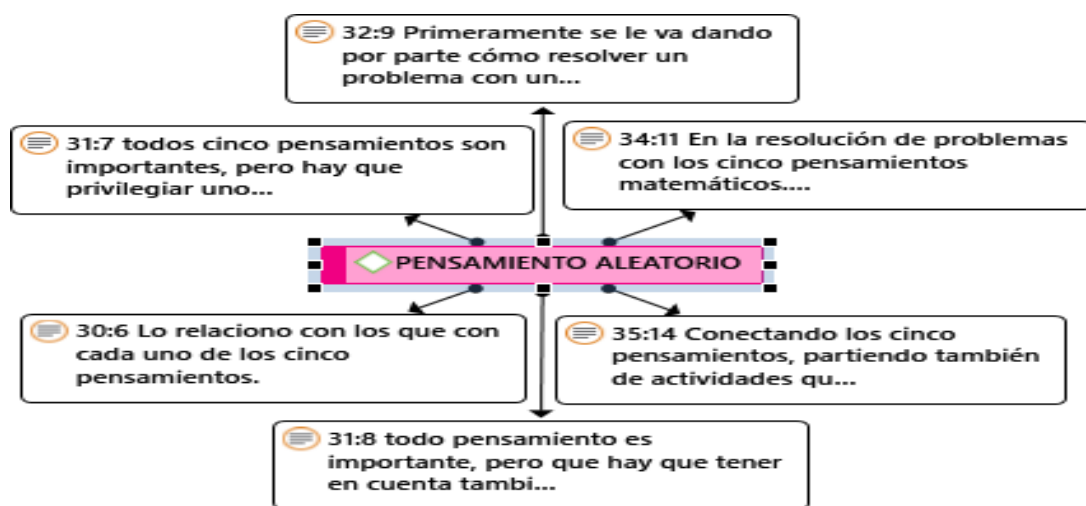 32:9 Primeramente se le va dando
por parte cómo resolver un
problema con un...
31:7 todos cinco pensamientos son
importantes, pero hay que
privilegiar uno...
34:11 En la resolución de problemas
con los cinco pensamientos
matemáticos....
PENSAMIENTO ALEATORIO
30:6 Lo relaciono con los que con
cada uno de los cinco
pensamientos.
35:14 Conectando los cinco
pensamientos, partiendo también
de actividades qu...
31:8 todo pensamiento es
importante, pero que hay que tener
en cuenta tambi...